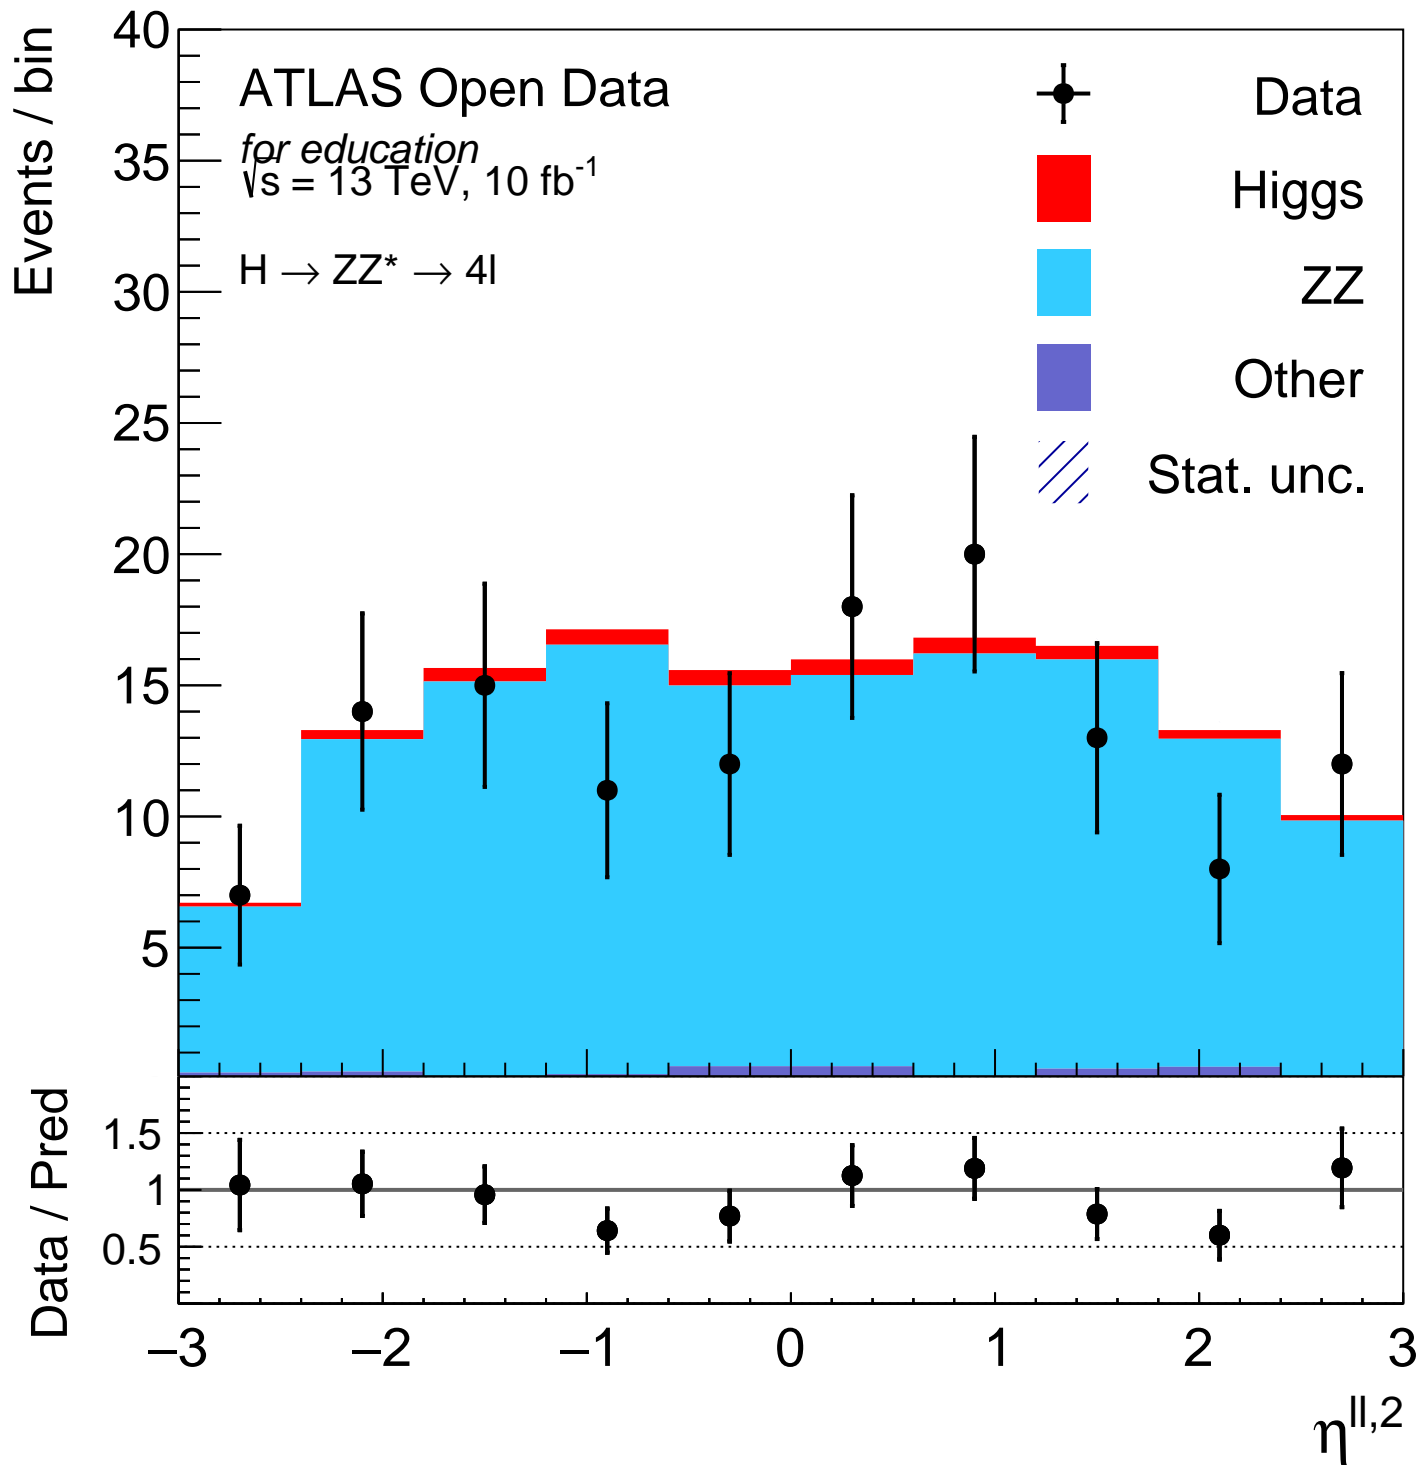 Events / bin
40
35
30
25
20
15
10
5
ATLAS Open Data
for education
√s = 13 TeV, 10 fb-1
H → ZZ* → 4l
Data
Higgs
ZZ
Other
Stat. unc.
Data / Pred
1.5
1
0.5
−3 −2 −1 0 1 2 3
ηll,2